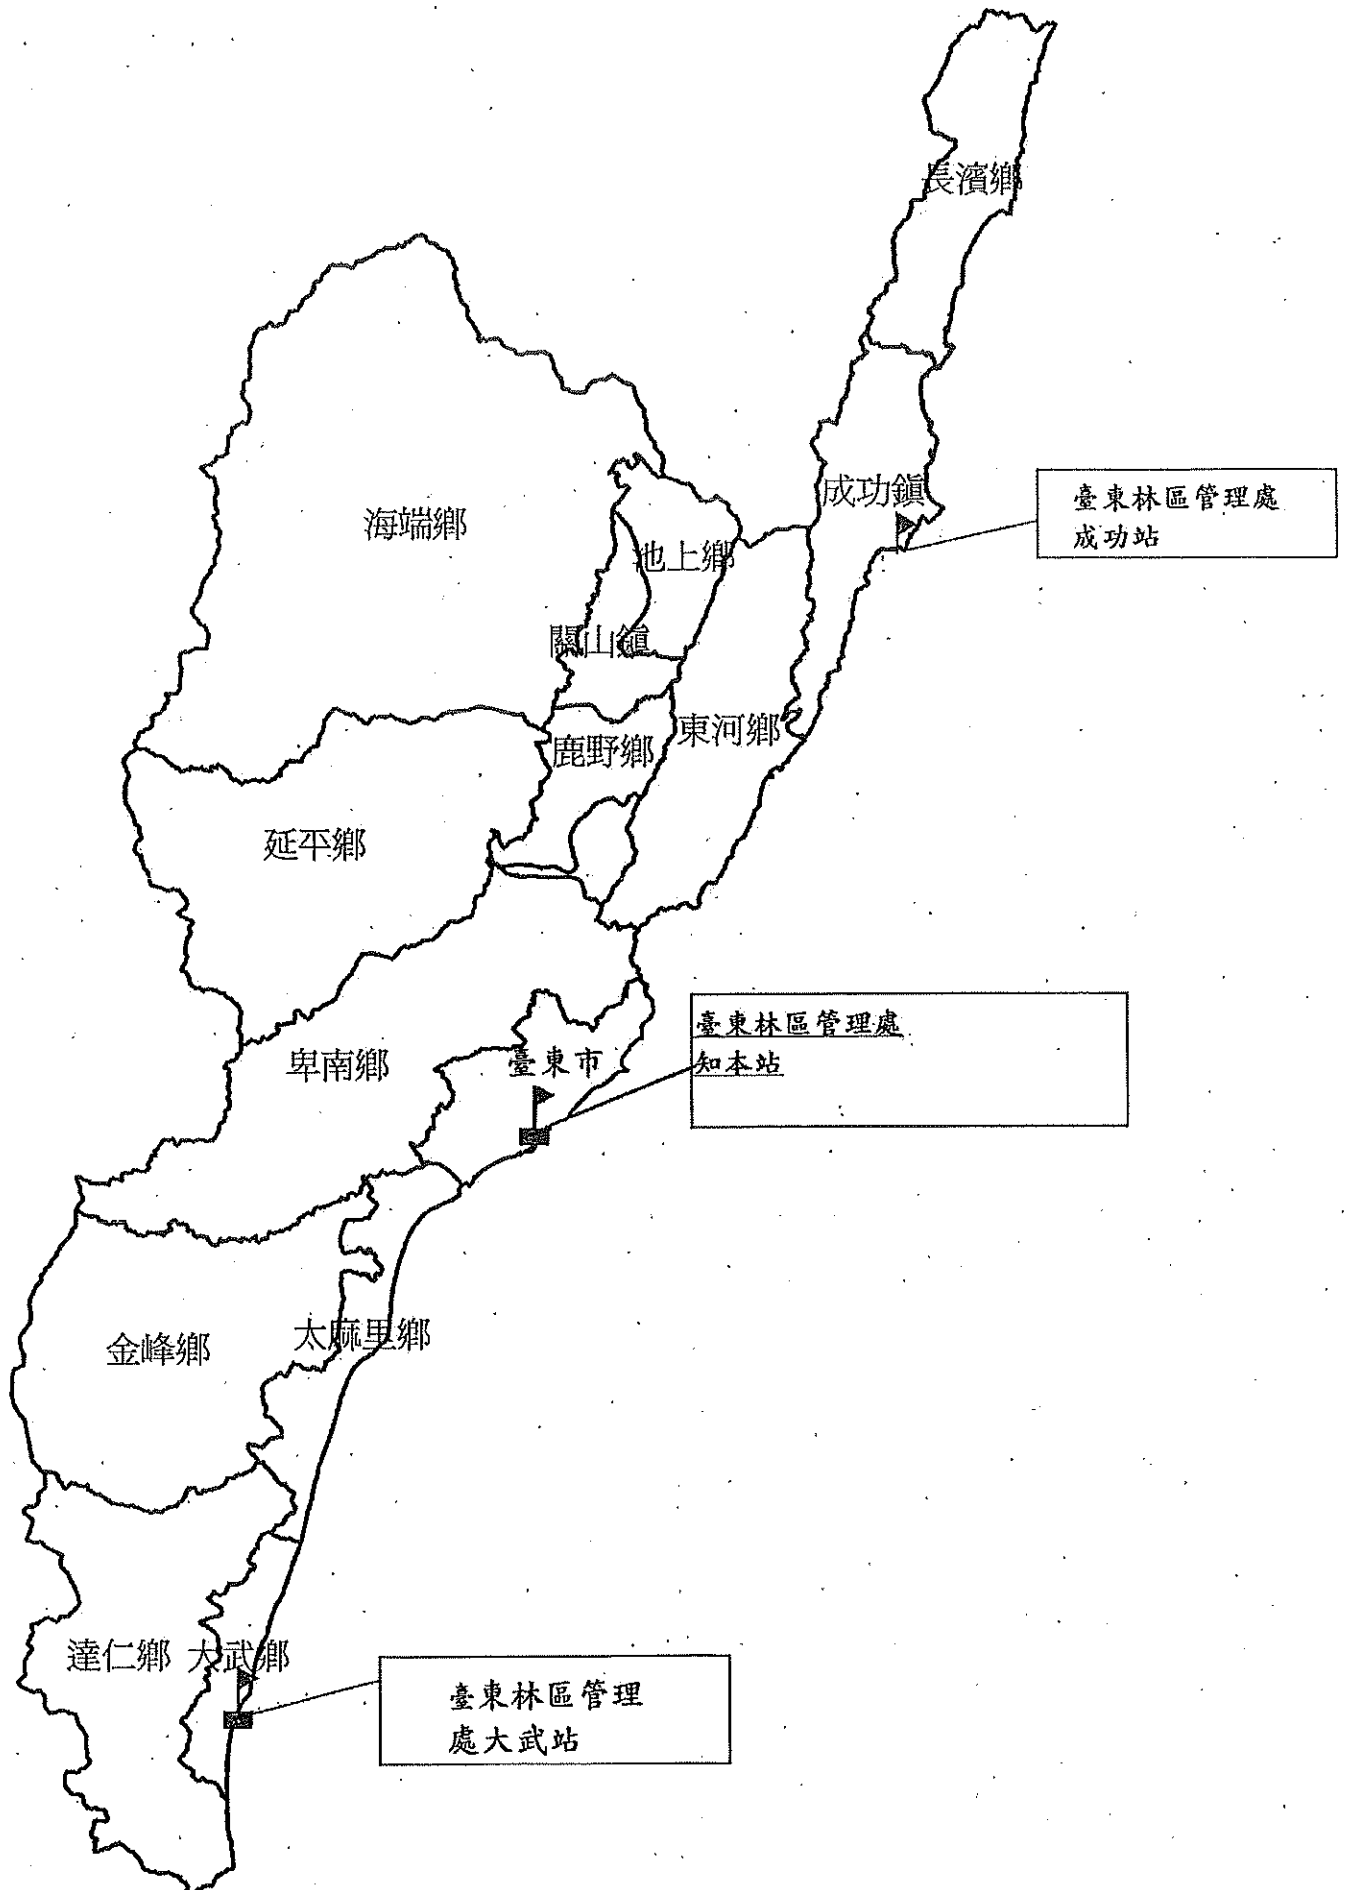 長濱鄉
成功鎮
臺東林區管理處
成功站
海端鄉
池上鄉
關山鎮
東河鄉
鹿野鄉
延平鄉
臺東林區管理處
知本站
臺東市
卑南鄉
太麻里鄉
金峰鄉
達仁鄉
大武鄉
臺東林區管理
處大武站